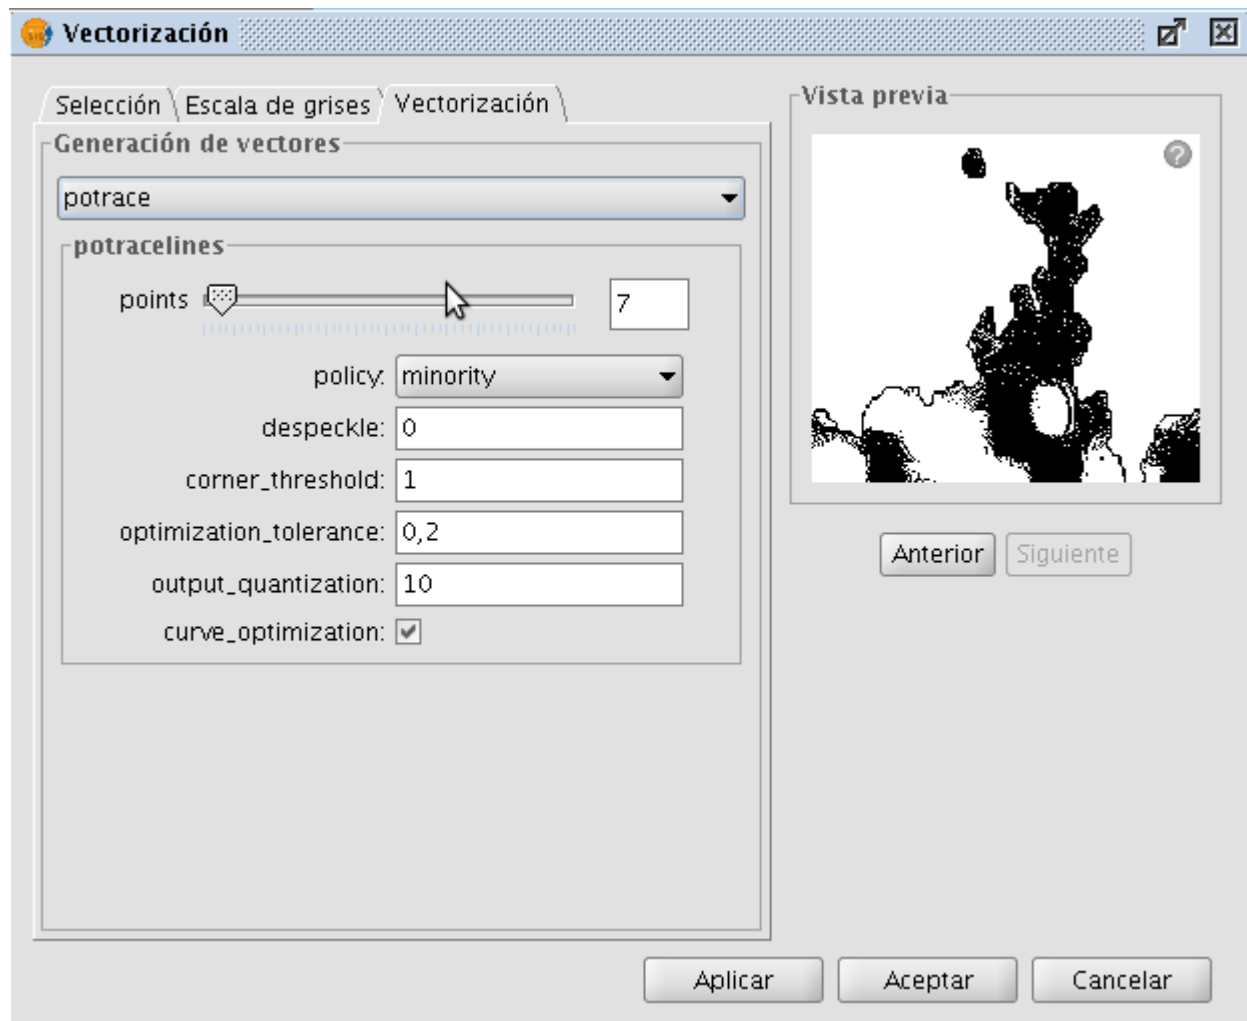 Vectorización
Selección
Escala de grises
Vectorización
Generación de vectores
potrace
potracelines
points 7
policy: minority
despeckle: 0
corner_threshold: 1
optimization_tolerance: 0,2
output_quantization: 10
curve_optimization:
Vista previa
?
Anterior
Siguiente
Aplicar
Aceptar
Cancelar